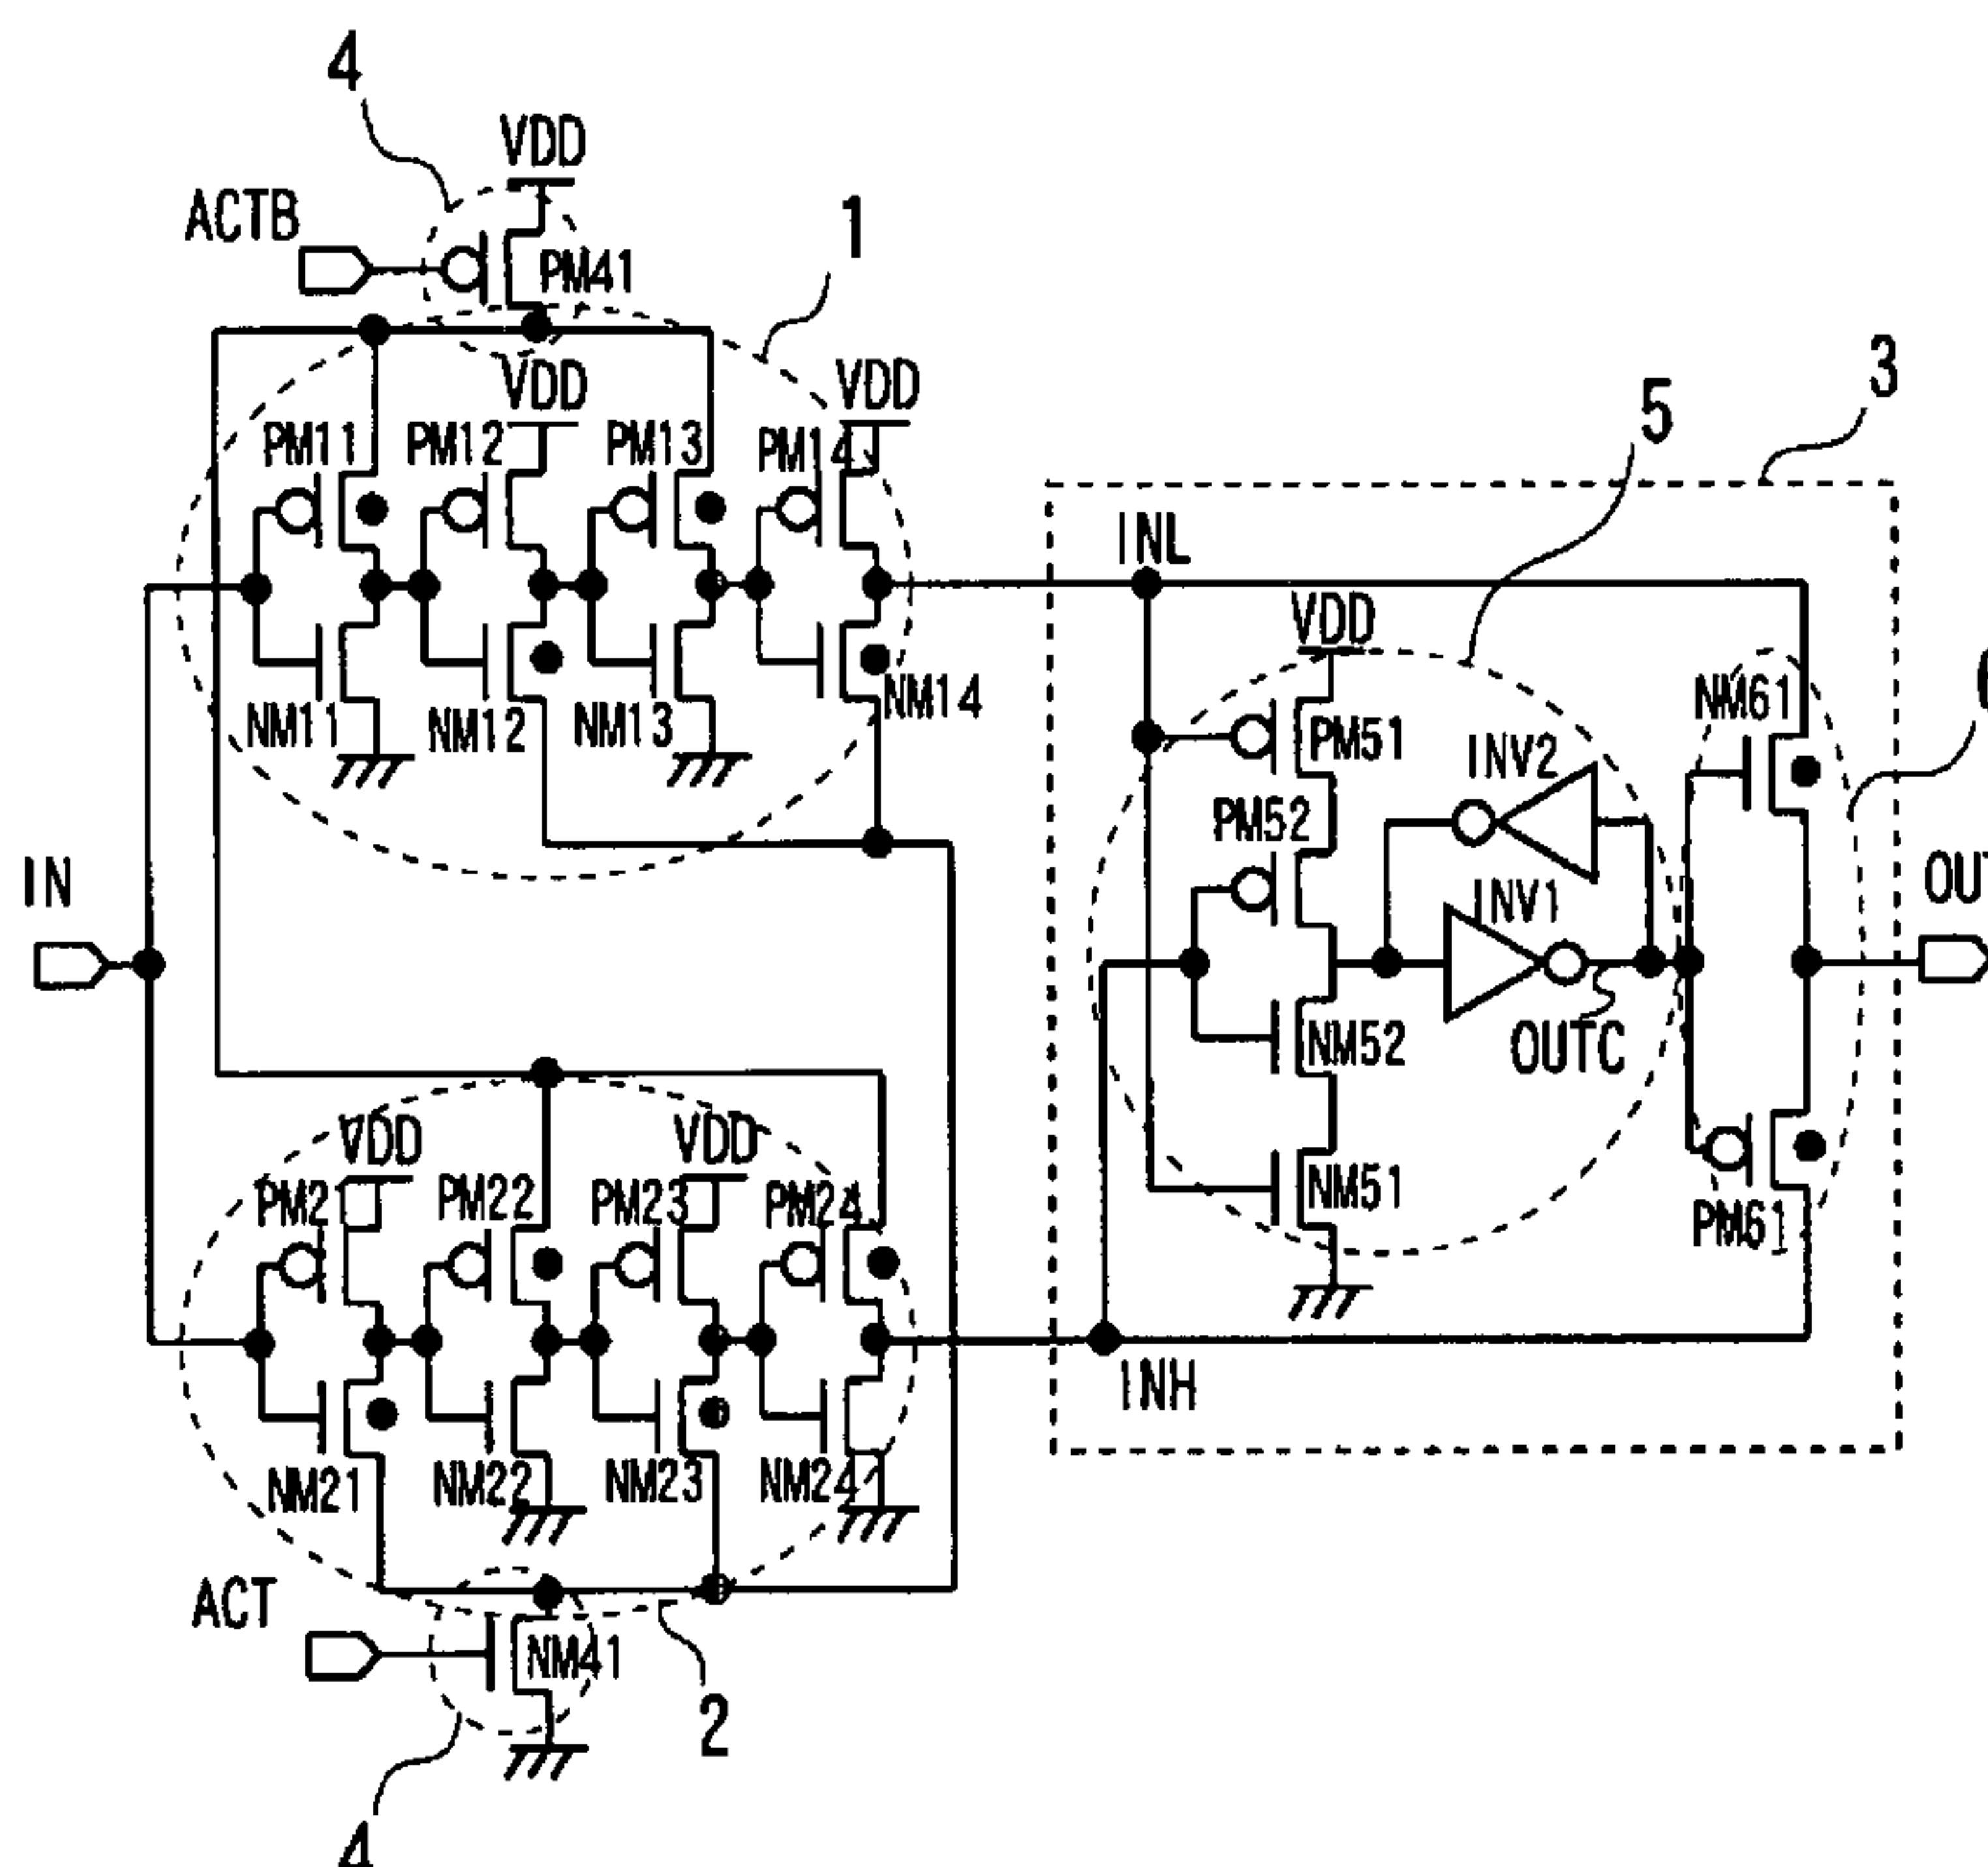 4
VDD
ACTB
1
PM41
3
VDD
VDD
5
PM11
PM12
PM13
PM14
INL
VDD
NM11
NM12
NM13
NM14
NM61
PM51
INV2
PM52
IN
INV1
OUT
NM52
OUTC
VDD
VDD
PM22
PM23
PM24
NM51
PM61
INH
NM21
NM22
NM23
NM24
ACT
NM41
2
4